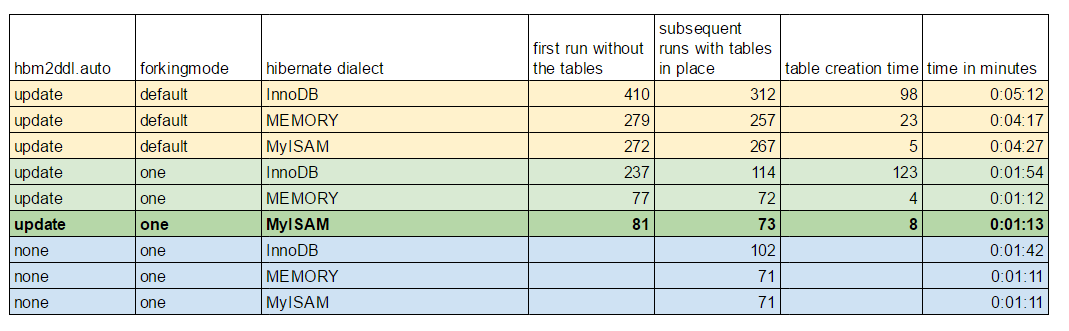 hbm2ddl.auto forkingmode hibernate dialect first run without the tables subsequent runs with tables in place table creation time time in minutes
update default InnoDB 410 312 98 0:05:12
update default MEMORY 279 257 23 0:04:17
update default MyISAM 272 267 5 0:04:27
update one InnoDB 237 114 123 0:01:54
update one MEMORY 77 72 4 0:01:12
update one MyISAM 81 73 8 0:01:13
none one InnoDB 102 0:01:42
none one MEMORY 71 0:01:11
none one MyISAM 71 0:01:11